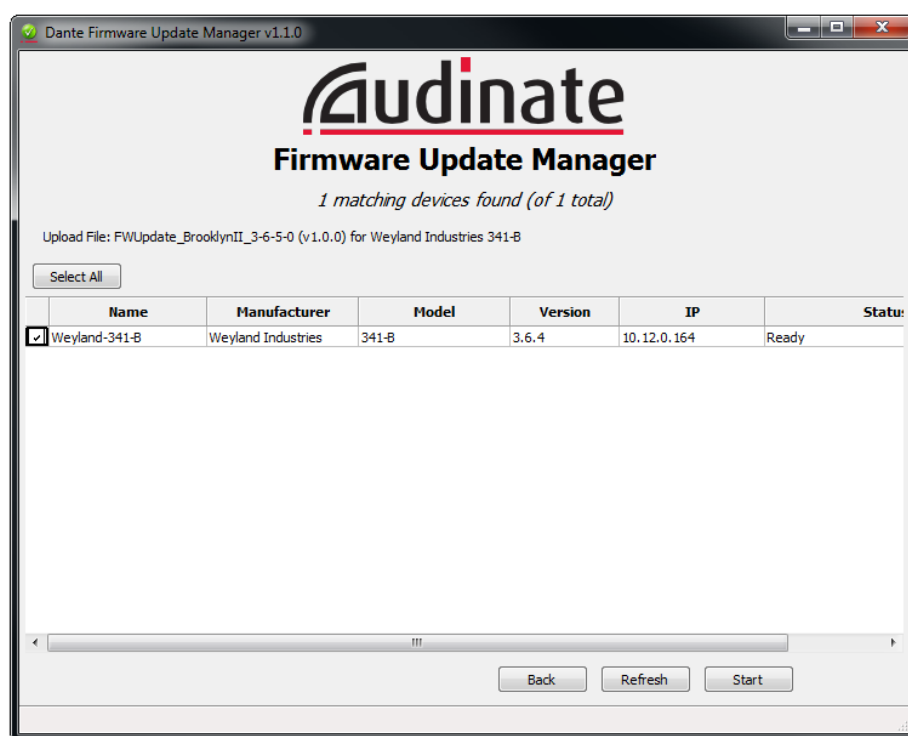 Dante Firmware Update Manager v1.1.0
Audinate
Firmware Update Manager
1 matching devices found (of 1 total)
Upload File: FWUpdate_BrooklynII_3-6-5-0 (v1.0.0) for Weyland Industries 341-B
Select All
Name Manufacturer Model Version IP Status
Weyland-341-B Weyland Industries 341-B 3.6.4 10.12.0.164 Ready
Back Refresh Start